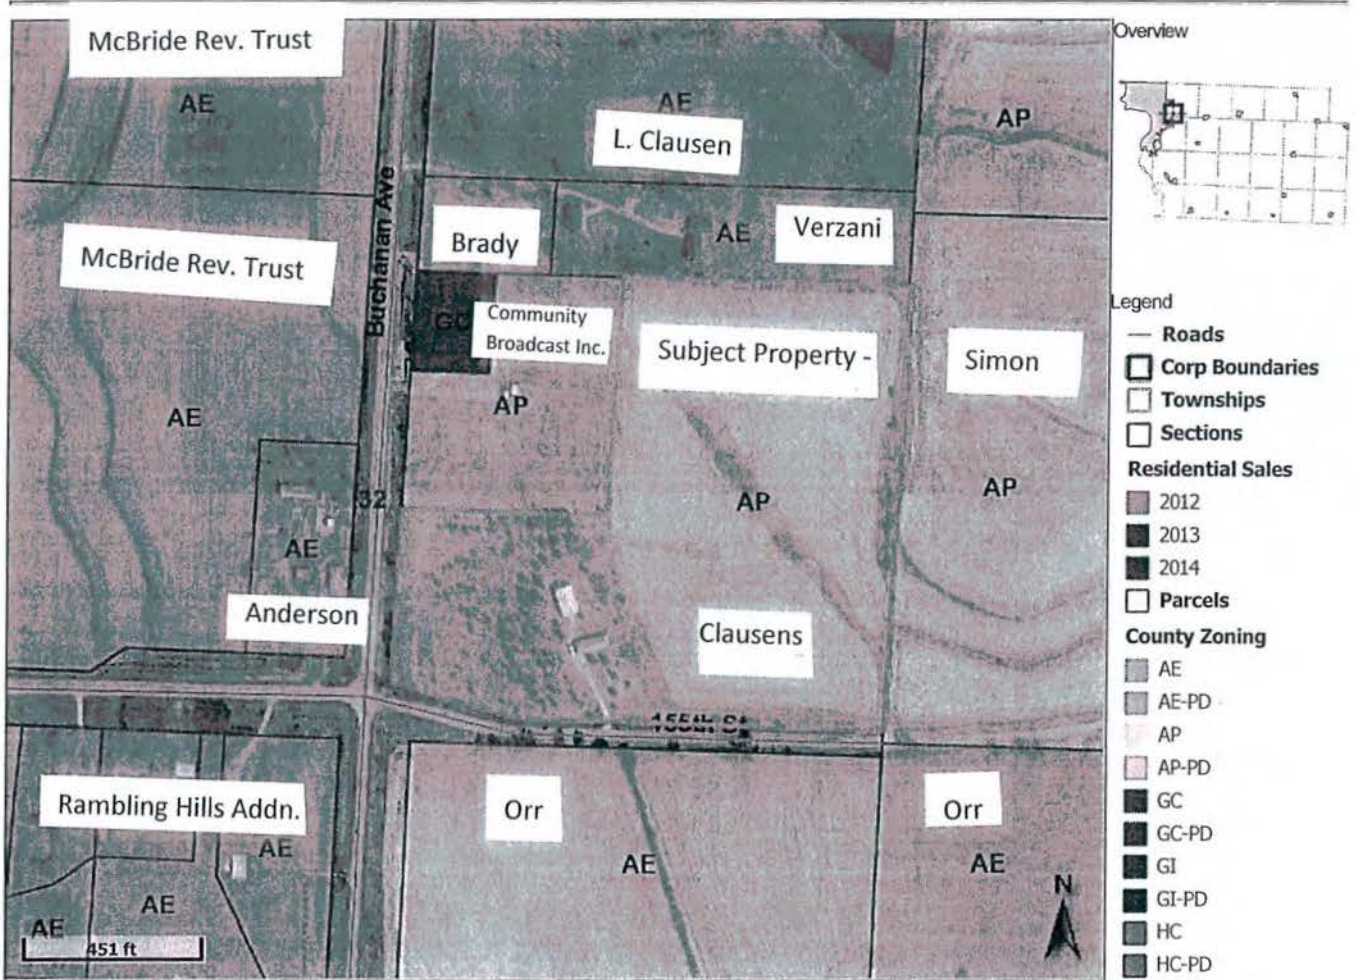 McBride Rev. Trust
AE
AE
L. Clausen
AP
Buchanan Ave
Brady
AE
Verzani
McBride Rev. Trust
GC
Community
Broadcast Inc.
Subject Property -
Simon
AE
AP
AP
AP
32
AE
Anderson
Clausens
155th St
Rambling Hills Addn.
Orr
Orr
AE
AE
AE
AE
AE
N
451 ft
Overview
Legend
Roads
Corp Boundaries
Townships
Sections
Residential Sales
2012
2013
2014
Parcels
County Zoning
AE
AE-PD
AP
AP-PD
GC
GC-PD
GI
GI-PD
HC
HC-PD